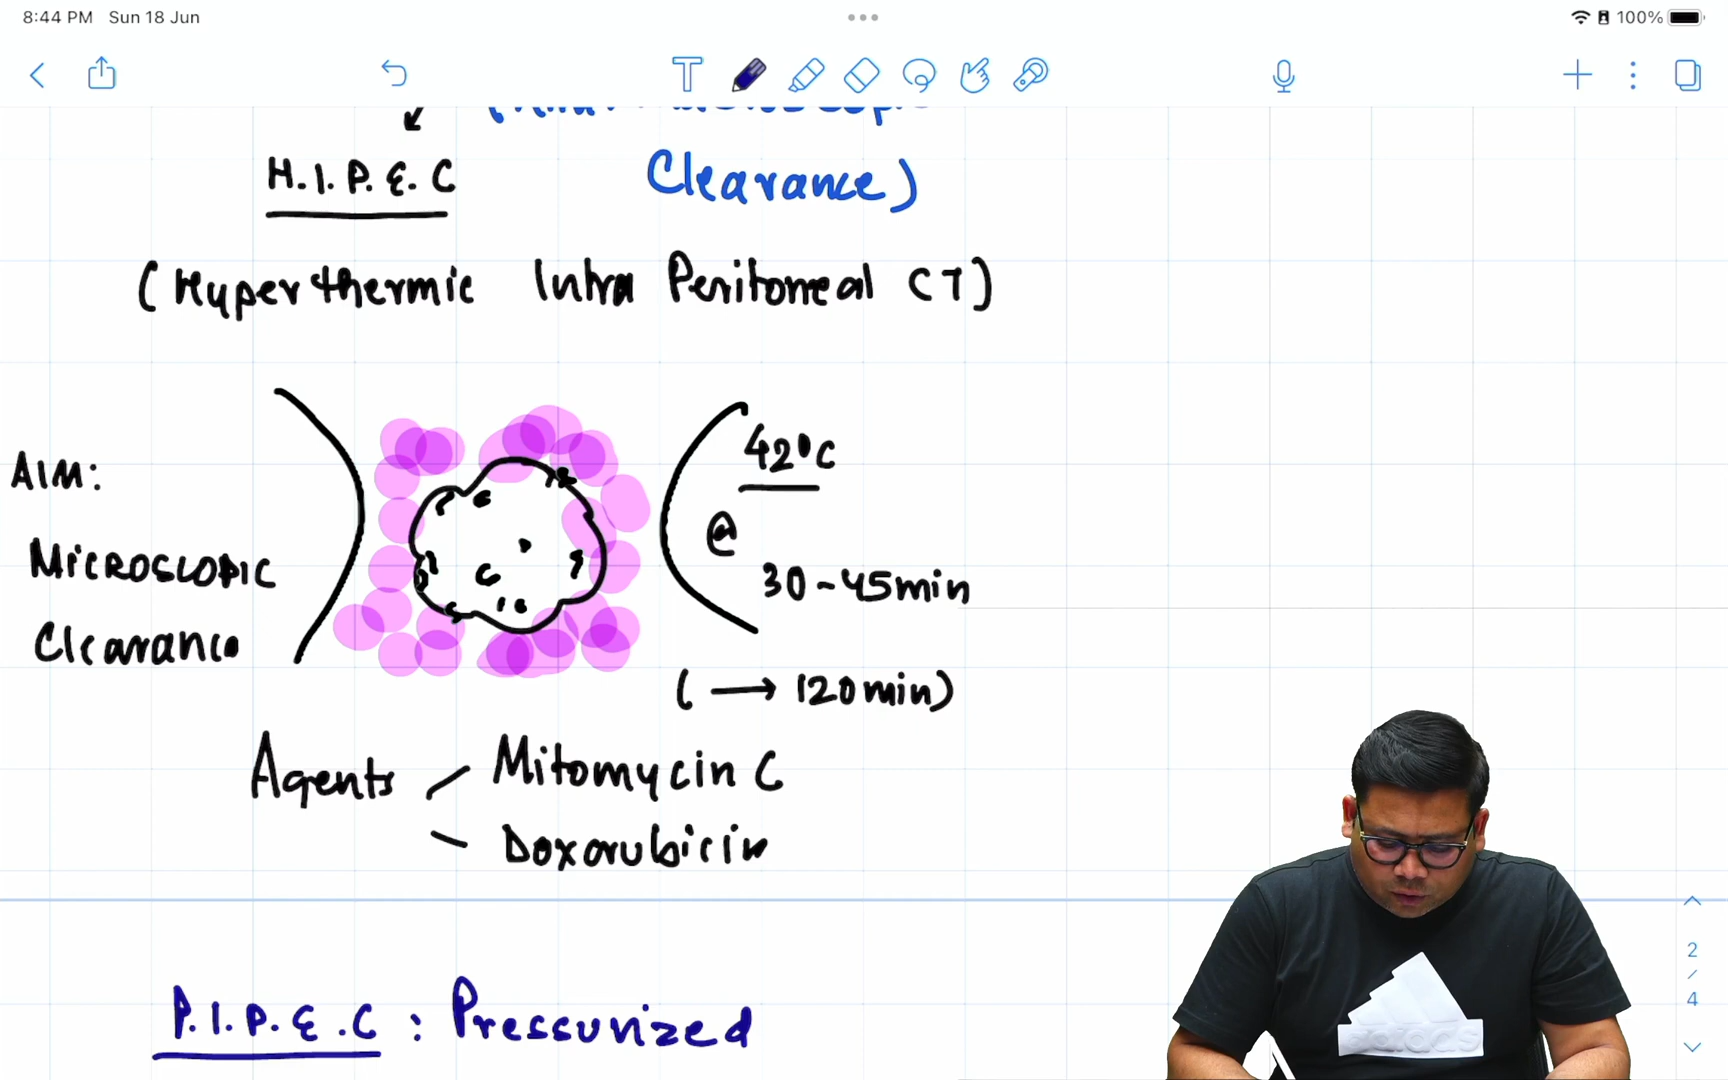 8:44 PM Sun 18 Jun
100%
H.I.P.E.C
Clearance)
(Hyperthermic Intra Peritoneal CT)
AIM:
MICROSCOPIC
Clearance
42°C
@
30-45min
(→ 120min)
Agents
Mitomycin C
Doxorubicin
P.I.P.E.C : Pressurized
adidas
2
/
4